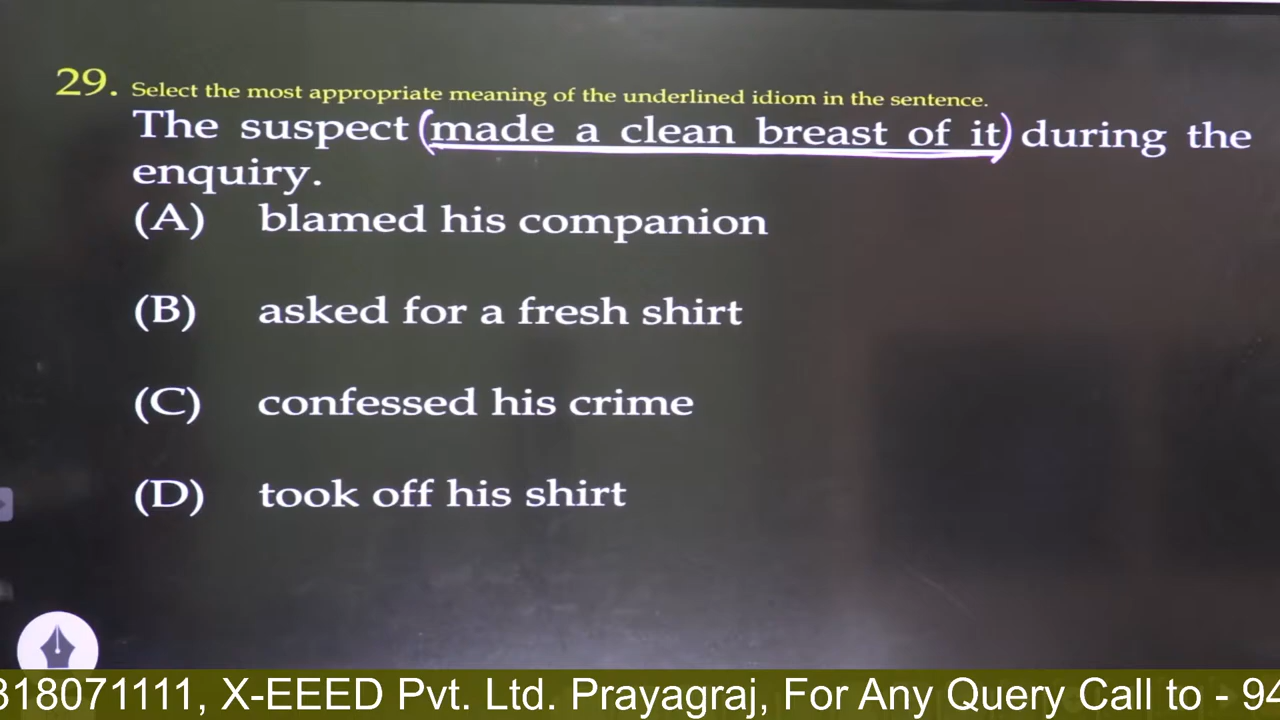 29. Select the most appropriate meaning of the underlined idiom in the sentence.
The suspect (made a clean breast of it) during the
enquiry.
(A) blamed his companion
(B) asked for a fresh shirt
(C) confessed his crime
(D) took off his shirt
318071111, X-EEED Pvt. Ltd. Prayagraj, For Any Query Call to - 94